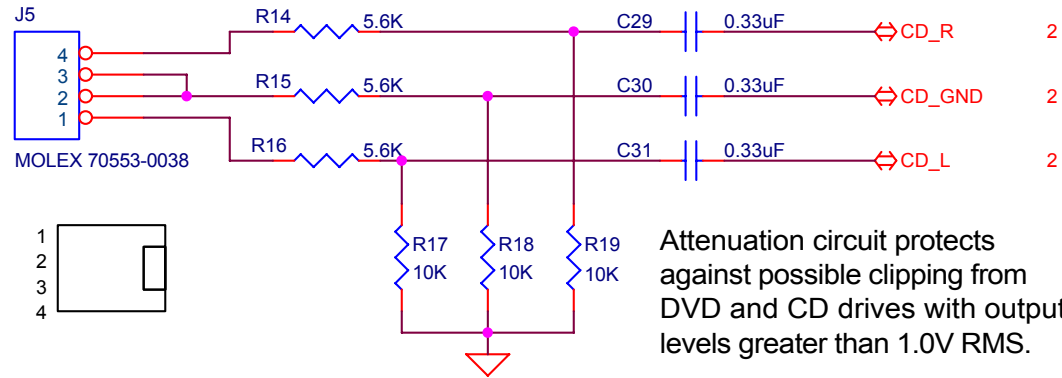 J5
R14 5.6K C29 0.33uF CD_R 2
4
3
R15 5.6K C30 0.33uF CD_GND 2
2
1
R16 5.6K C31 0.33uF CD_L 2
MOLEX 70553-0038
1
2
3
4
R17 R18 R19
10K 10K 10K
Attenuation circuit protects
against possible clipping from
DVD and CD drives with output
levels greater than 1.0V RMS.